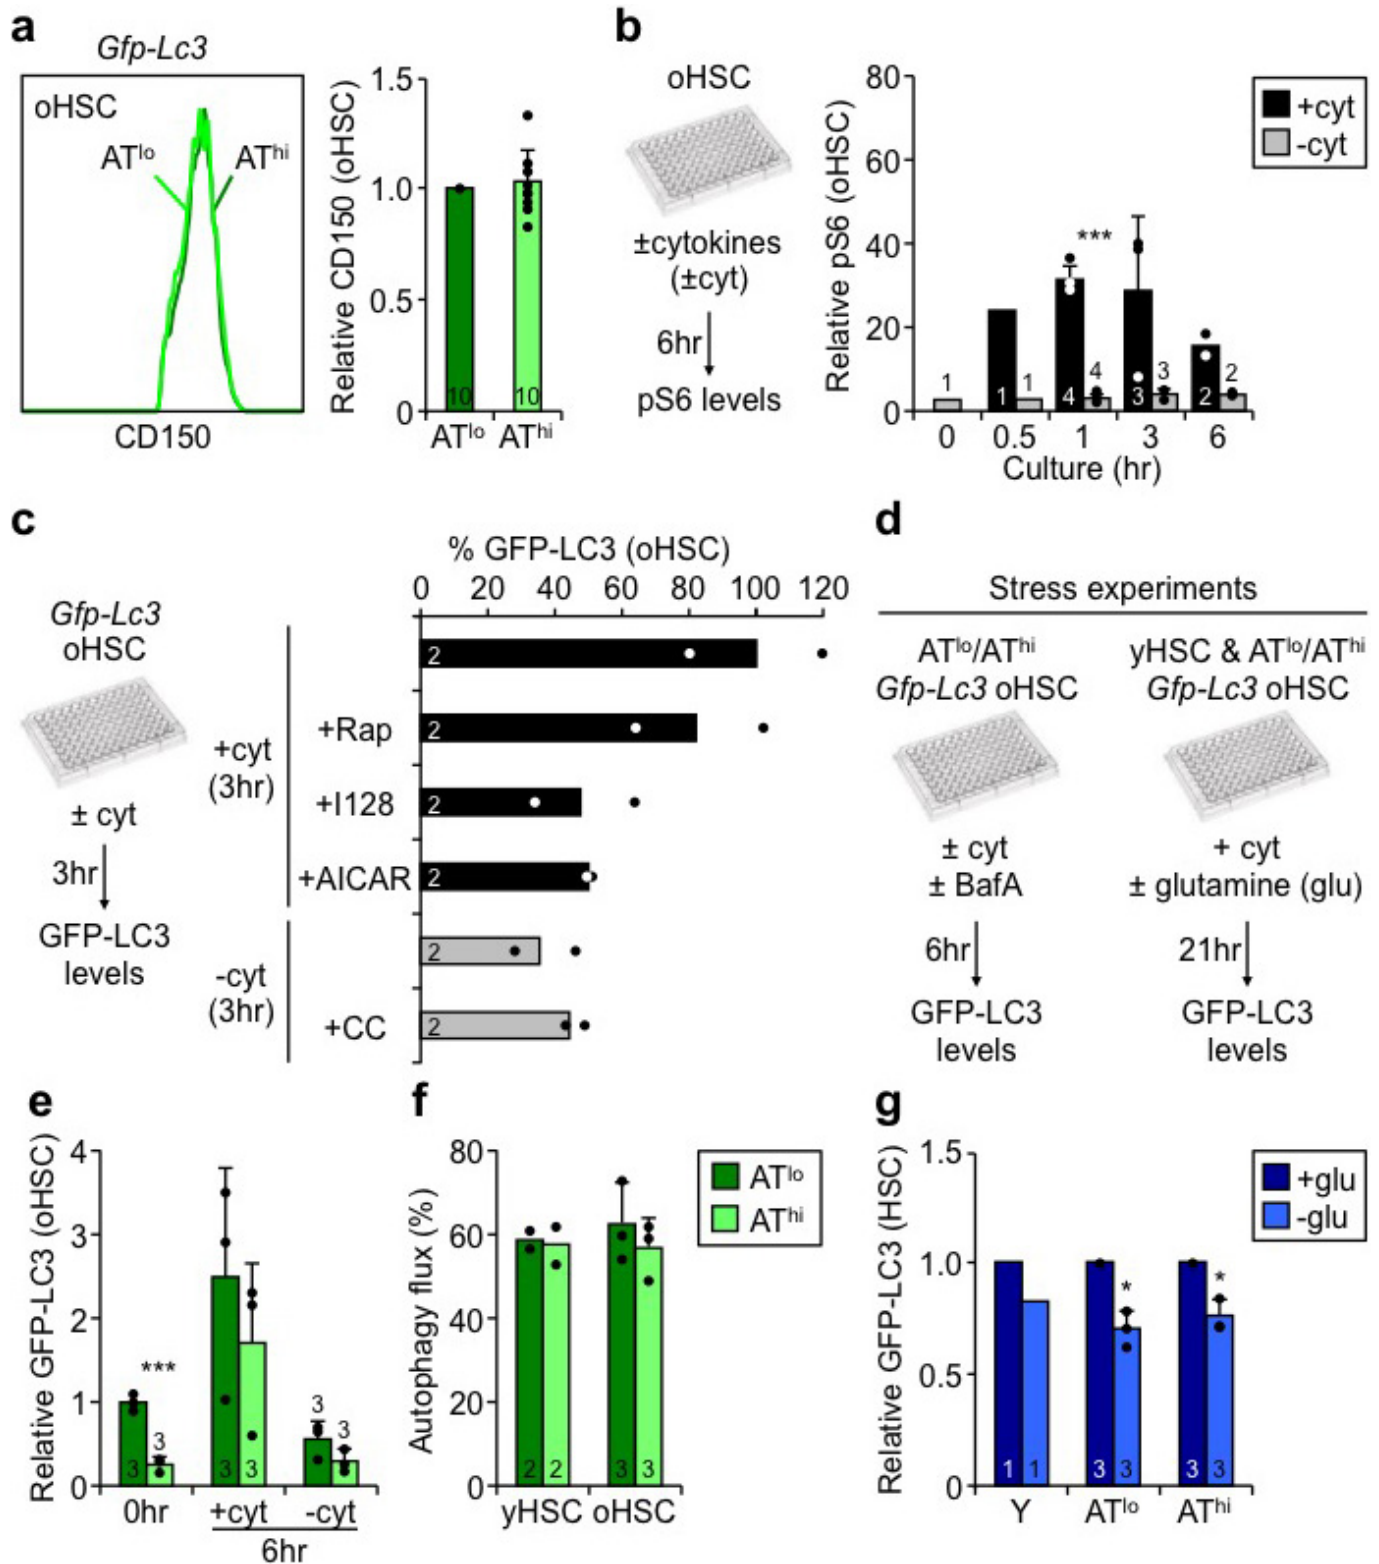 a
Gfp-Lc3
oHSC
ATlo
AThi
CD150
Relative CD150 (oHSC)
1.5
1.0
0.5
0
10
10
ATlo AThi
b
oHSC
±cytokines
(±cyt)
6hr
pS6 levels
Relative pS6 (oHSC)
80
60
40
20
0
+cyt
-cyt
***
1
1
1
4
4
3
3
2
2
0 0.5 1 3 6
Culture (hr)
c
Gfp-Lc3
oHSC
± cyt
3hr
GFP-LC3
levels
% GFP-LC3 (oHSC)
0 20 40 60 80 100 120
+cyt
(3hr)
2
+Rap
2
+I128
2
+AICAR
2
-cyt
(3hr)
2
+CC
2
d
Stress experiments
ATlo/AThi
Gfp-Lc3 oHSC
± cyt
± BafA
6hr
GFP-LC3
levels
yHSC & ATlo/AThi
Gfp-Lc3 oHSC
+ cyt
± glutamine (glu)
21hr
GFP-LC3
levels
e
Relative GFP-LC3 (oHSC)
4
3
2
1
0
***
3
3
3
3
3
3
0hr +cyt -cyt
6hr
f
Autophagy flux (%)
80
60
40
20
0
ATlo
AThi
2
2
3
3
yHSC oHSC
g
Relative GFP-LC3 (HSC)
1.5
1.0
0.5
0
+glu
-glu
*
*
1
1
3
3
3
3
Y ATlo AThi